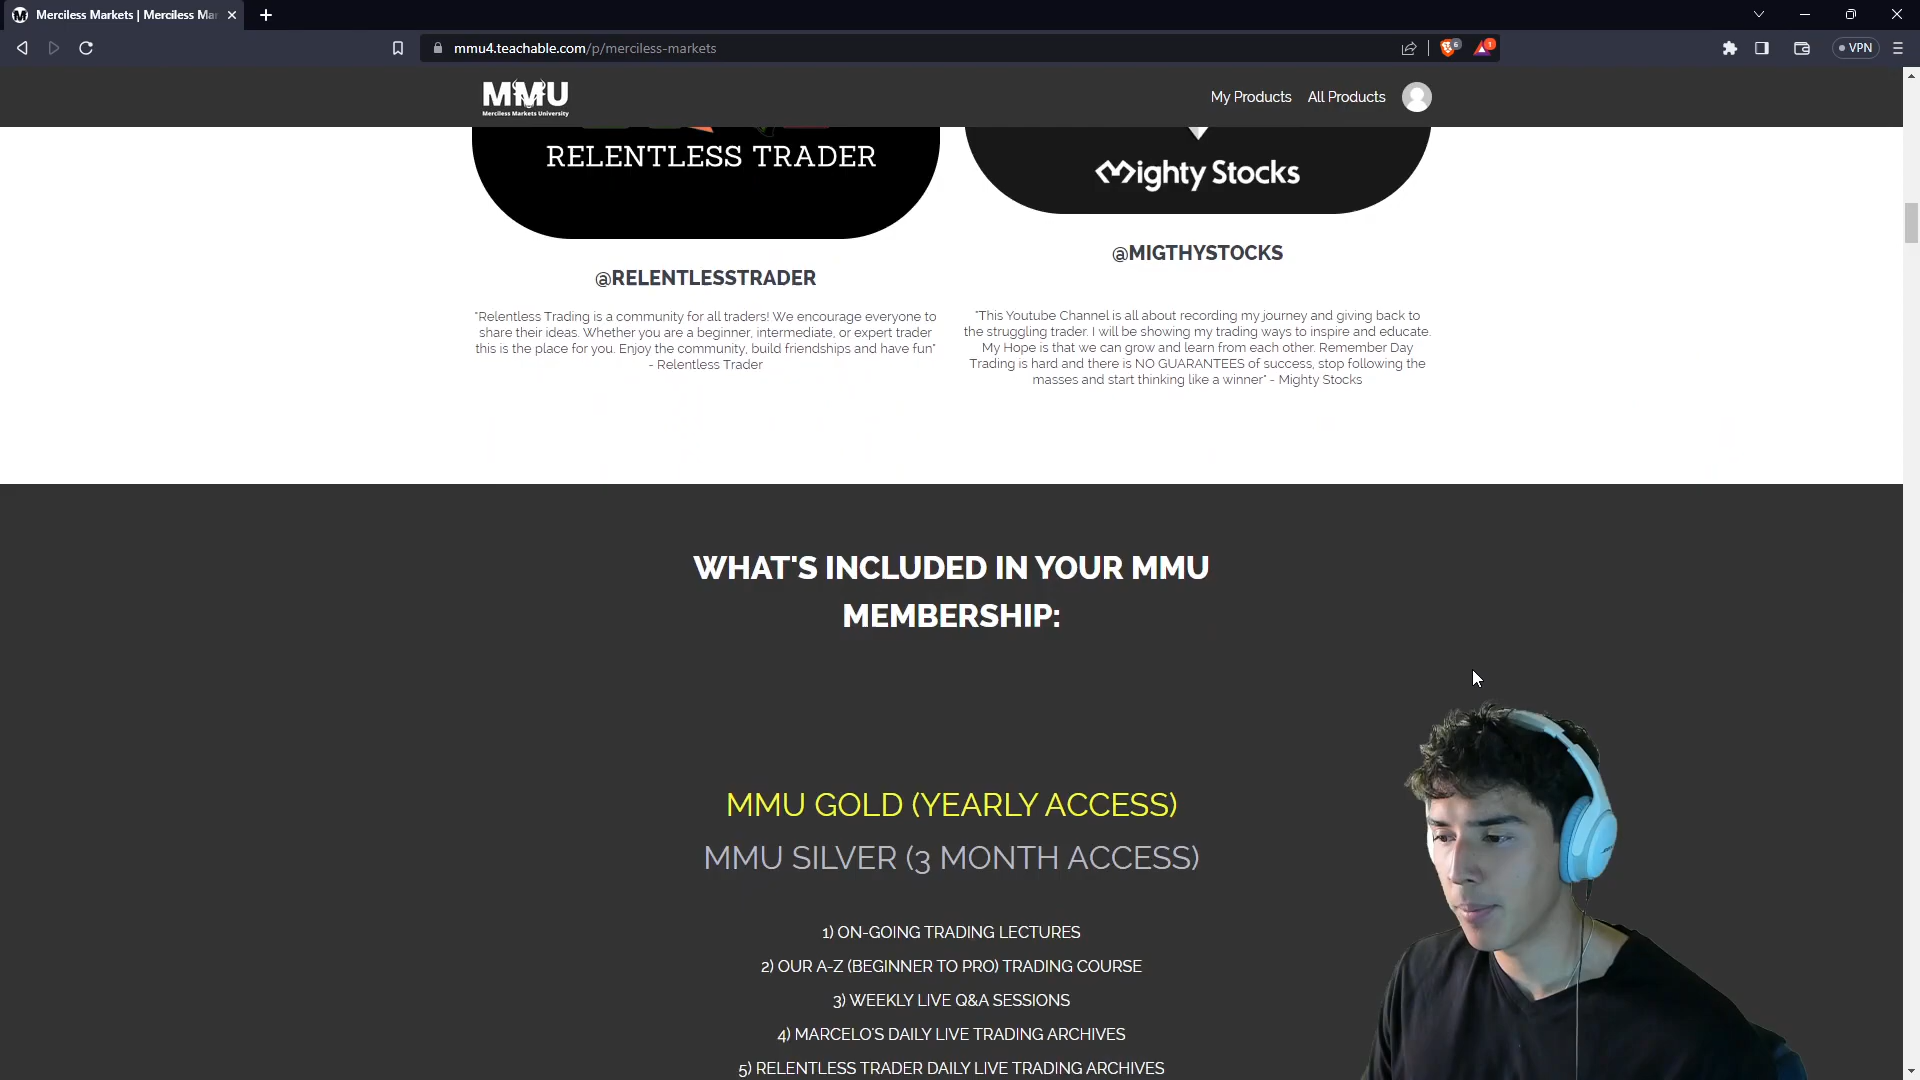 Merciless Markets | Merciless Mar
mmu4.teachable.com/p/merciless-markets
6
1
VPN
MMU
Merciless Markets University
My Products
All Products
RELENTLESS TRADER
Mighty Stocks
@RELENTLESSTRADER
@MIGTHYSTOCKS
"Relentless Trading is a community for all traders! We encourage everyone to
share their ideas. Whether you are a beginner, intermediate, or expert trader
this is the place for you. Enjoy the community, build friendships and have fun"
- Relentless Trader
"This Youtube Channel is all about recording my journey and giving back to
the struggling trader. I will be showing my trading ways to inspire and educate.
My Hope is that we can grow and learn from each other. Remember Day
Trading is hard and there is NO GUARANTEES of success, stop following the
masses and start thinking like a winner" - Mighty Stocks
WHAT'S INCLUDED IN YOUR MMU
MEMBERSHIP:
MMU GOLD (YEARLY ACCESS)
MMU SILVER (3 MONTH ACCESS)
1) ON-GOING TRADING LECTURES
2) OUR A-Z (BEGINNER TO PRO) TRADING COURSE
3) WEEKLY LIVE Q&A SESSIONS
4) MARCELO'S DAILY LIVE TRADING ARCHIVES
5) RELENTLESS TRADER DAILY LIVE TRADING ARCHIVES